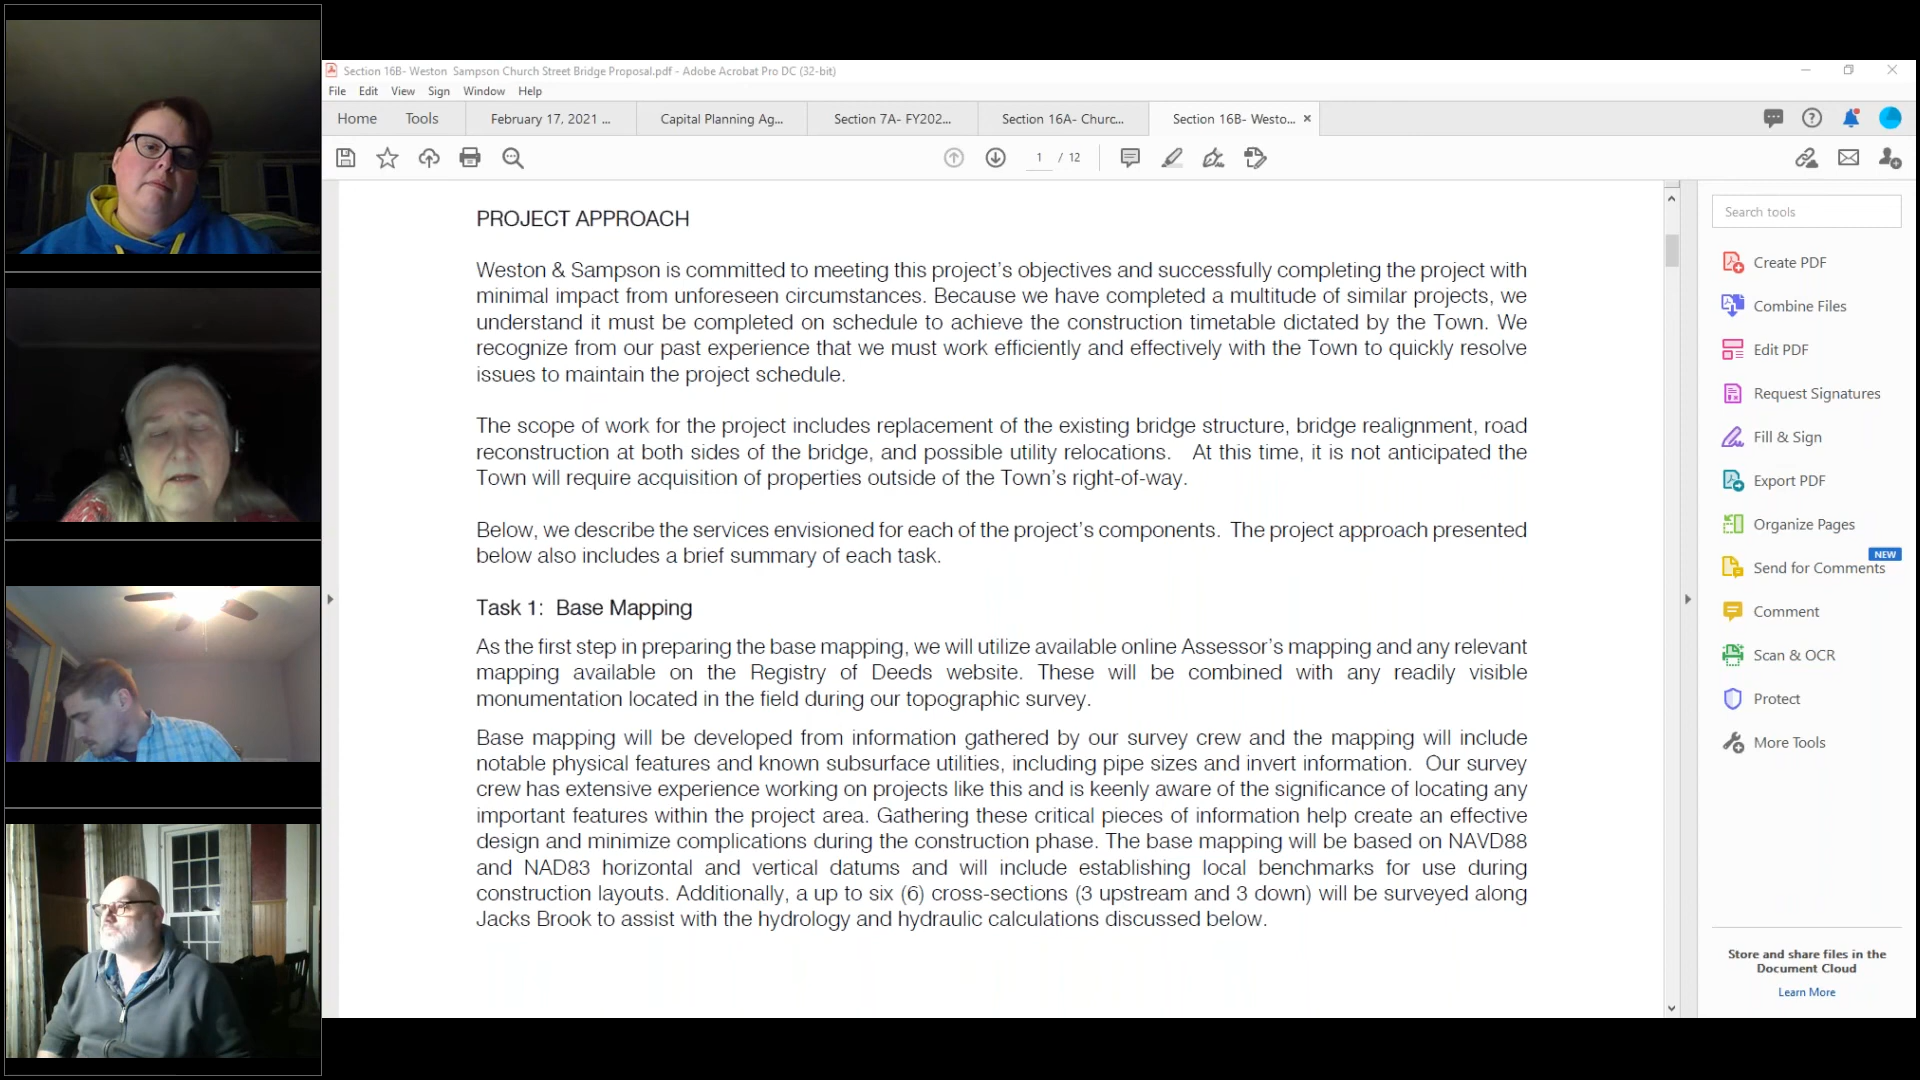 Section 16B- Weston  Sampson Church Street Bridge Proposal.pdf - Adobe Acrobat Pro DC (32-bit)
File Edit View Sign Window Help
Home Tools February 17, 2021 ... Capital Planning Ag... Section 7A- FY202... Section 16A- Churc... Section 16B- Westo... ×
1 / 12
PROJECT APPROACH
Weston & Sampson is committed to meeting this project's objectives and successfully completing the project with
minimal impact from unforeseen circumstances. Because we have completed a multitude of similar projects, we
understand it must be completed on schedule to achieve the construction timetable dictated by the Town. We
recognize from our past experience that we must work efficiently and effectively with the Town to quickly resolve
issues to maintain the project schedule.
The scope of work for the project includes replacement of the existing bridge structure, bridge realignment, road
reconstruction at both sides of the bridge, and possible utility relocations. At this time, it is not anticipated the
Town will require acquisition of properties outside of the Town's right-of-way.
Below, we describe the services envisioned for each of the project's components. The project approach presented
below also includes a brief summary of each task.
Task 1: Base Mapping
As the first step in preparing the base mapping, we will utilize available online Assessor's mapping and any relevant
mapping available on the Registry of Deeds website. These will be combined with any readily visible
monumentation located in the field during our topographic survey.
Base mapping will be developed from information gathered by our survey crew and the mapping will include
notable physical features and known subsurface utilities, including pipe sizes and invert information. Our survey
crew has extensive experience working on projects like this and is keenly aware of the significance of locating any
important features within the project area. Gathering these critical pieces of information help create an effective
design and minimize complications during the construction phase. The base mapping will be based on NAVD88
and NAD83 horizontal and vertical datums and will include establishing local benchmarks for use during
construction layouts. Additionally, a up to six (6) cross-sections (3 upstream and 3 down) will be surveyed along
Jacks Brook to assist with the hydrology and hydraulic calculations discussed below.
Search tools
Create PDF
Combine Files
Edit PDF
Request Signatures
Fill & Sign
Export PDF
Organize Pages
NEW
Send for Comments
Comment
Scan & OCR
Protect
More Tools
Store and share files in the
Document Cloud
Learn More